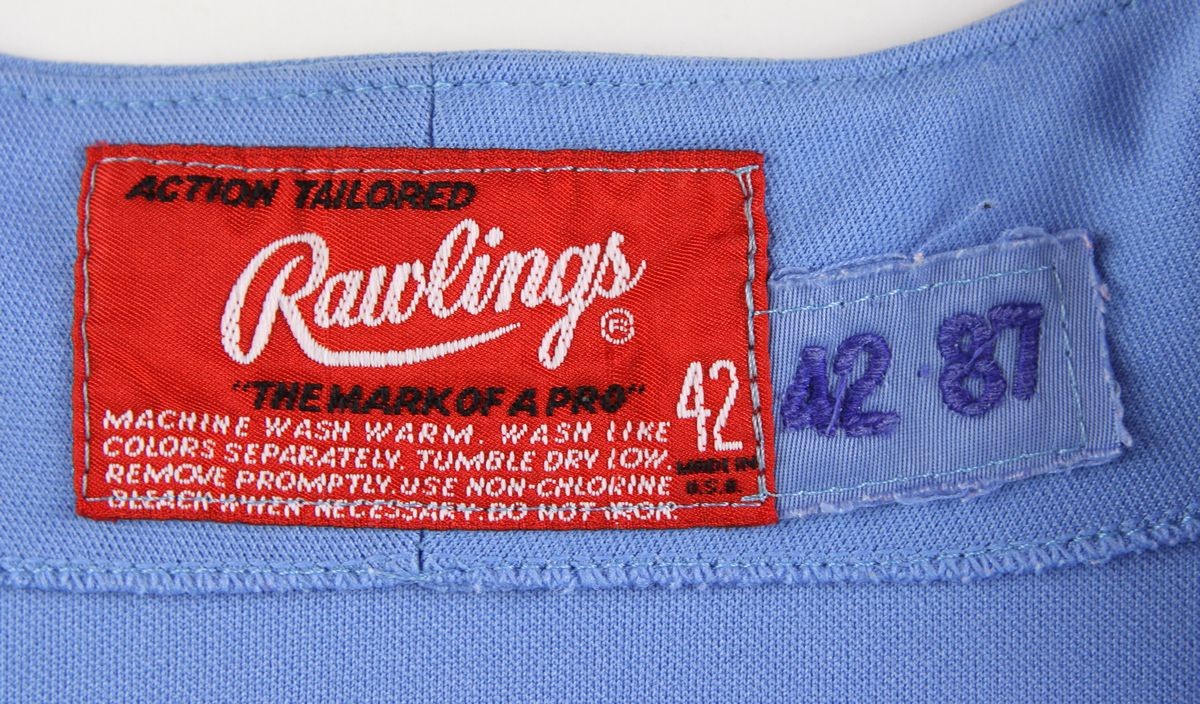 ACTION TAILORED
Rawlings ®
"THE MARK OF A PRO"
42
MACHINE WASH WARM. WASH LIKE
COLORS SEPARATELY. TUMBLE DRY LOW.
REMOVE PROMPTLY. USE NON-CHLORINE
BLEACH WHEN NECESSARY. DO NOT IRON.
MADE IN
U.S.A.
42 87